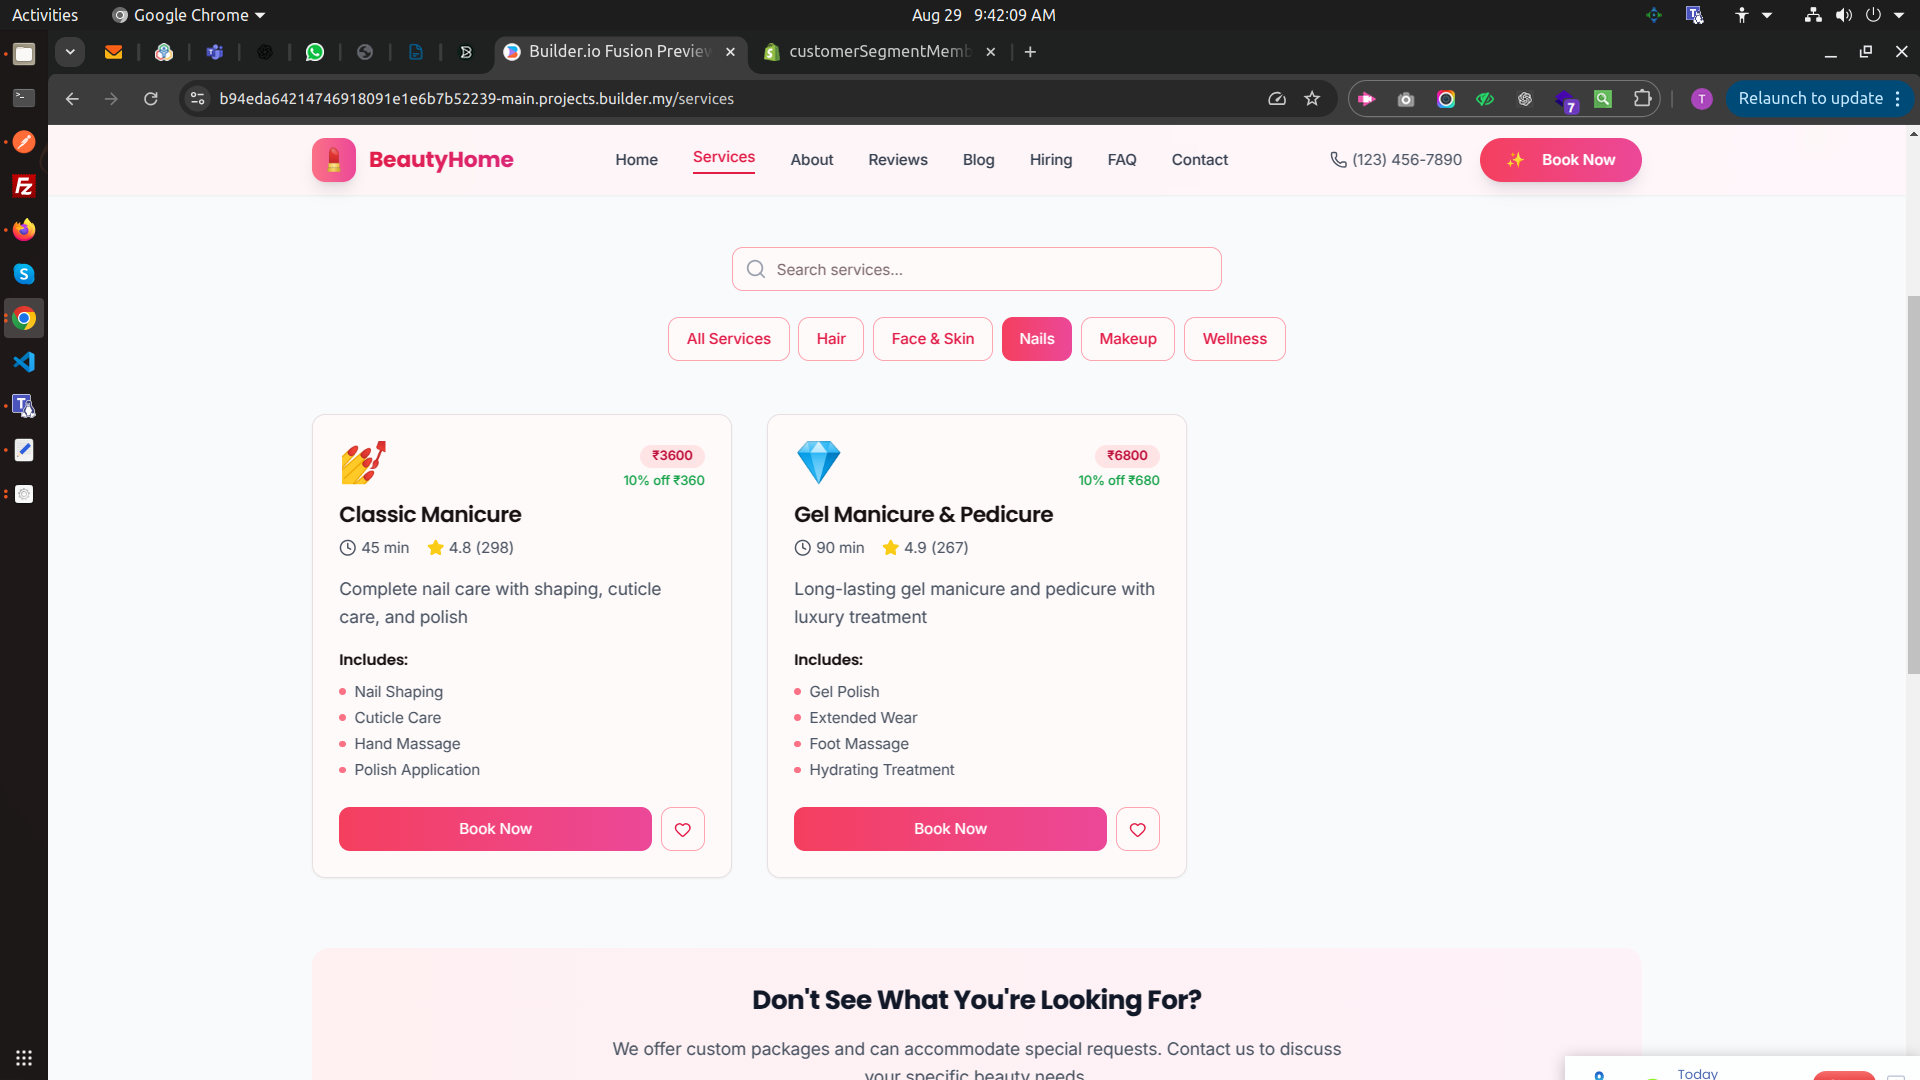 Activities
Google Chrome
Aug 29 9:42:09 AM
Builder.io Fusion Preview
customerSegmentMemb
b94eda64214746918091e1e6b7b52239-main.projects.builder.my/services
7
T
Relaunch to update
BeautyHome
Home
Services
About
Reviews
Blog
Hiring
FAQ
Contact
(123) 456-7890
Book Now
Search services...
All Services
Hair
Face & Skin
Nails
Makeup
Wellness
₹3600
10% off ₹360
Classic Manicure
45 min
4.8 (298)
Complete nail care with shaping, cuticle
care, and polish
Includes:
Nail Shaping
Cuticle Care
Hand Massage
Polish Application
Book Now
₹6800
10% off ₹680
Gel Manicure & Pedicure
90 min
4.9 (267)
Long-lasting gel manicure and pedicure with
luxury treatment
Includes:
Gel Polish
Extended Wear
Foot Massage
Hydrating Treatment
Book Now
Don't See What You're Looking For?
We offer custom packages and can accommodate special requests. Contact us to discuss
your specific beauty needs
Today